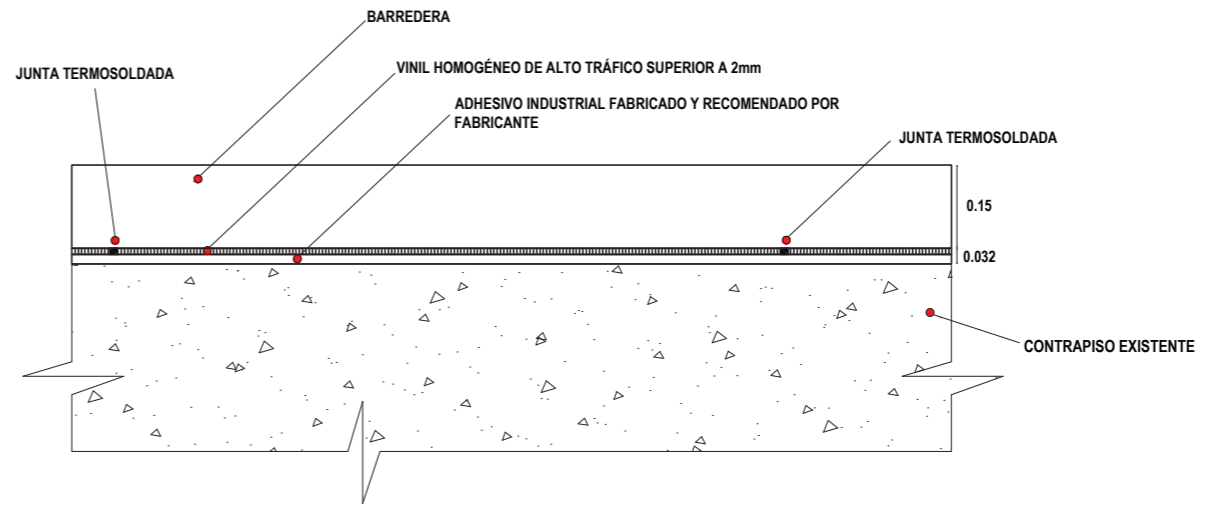 BARREDERA
JUNTA TERMOSOLDADA
VINIL HOMOGÉNEO DE ALTO TRÁFICO SUPERIOR A 2mm
ADHESIVO INDUSTRIAL FABRICADO Y RECOMENDADO POR
FABRICANTE
JUNTA TERMOSOLDADA
0.15
0.032
CONTRAPISO EXISTENTE